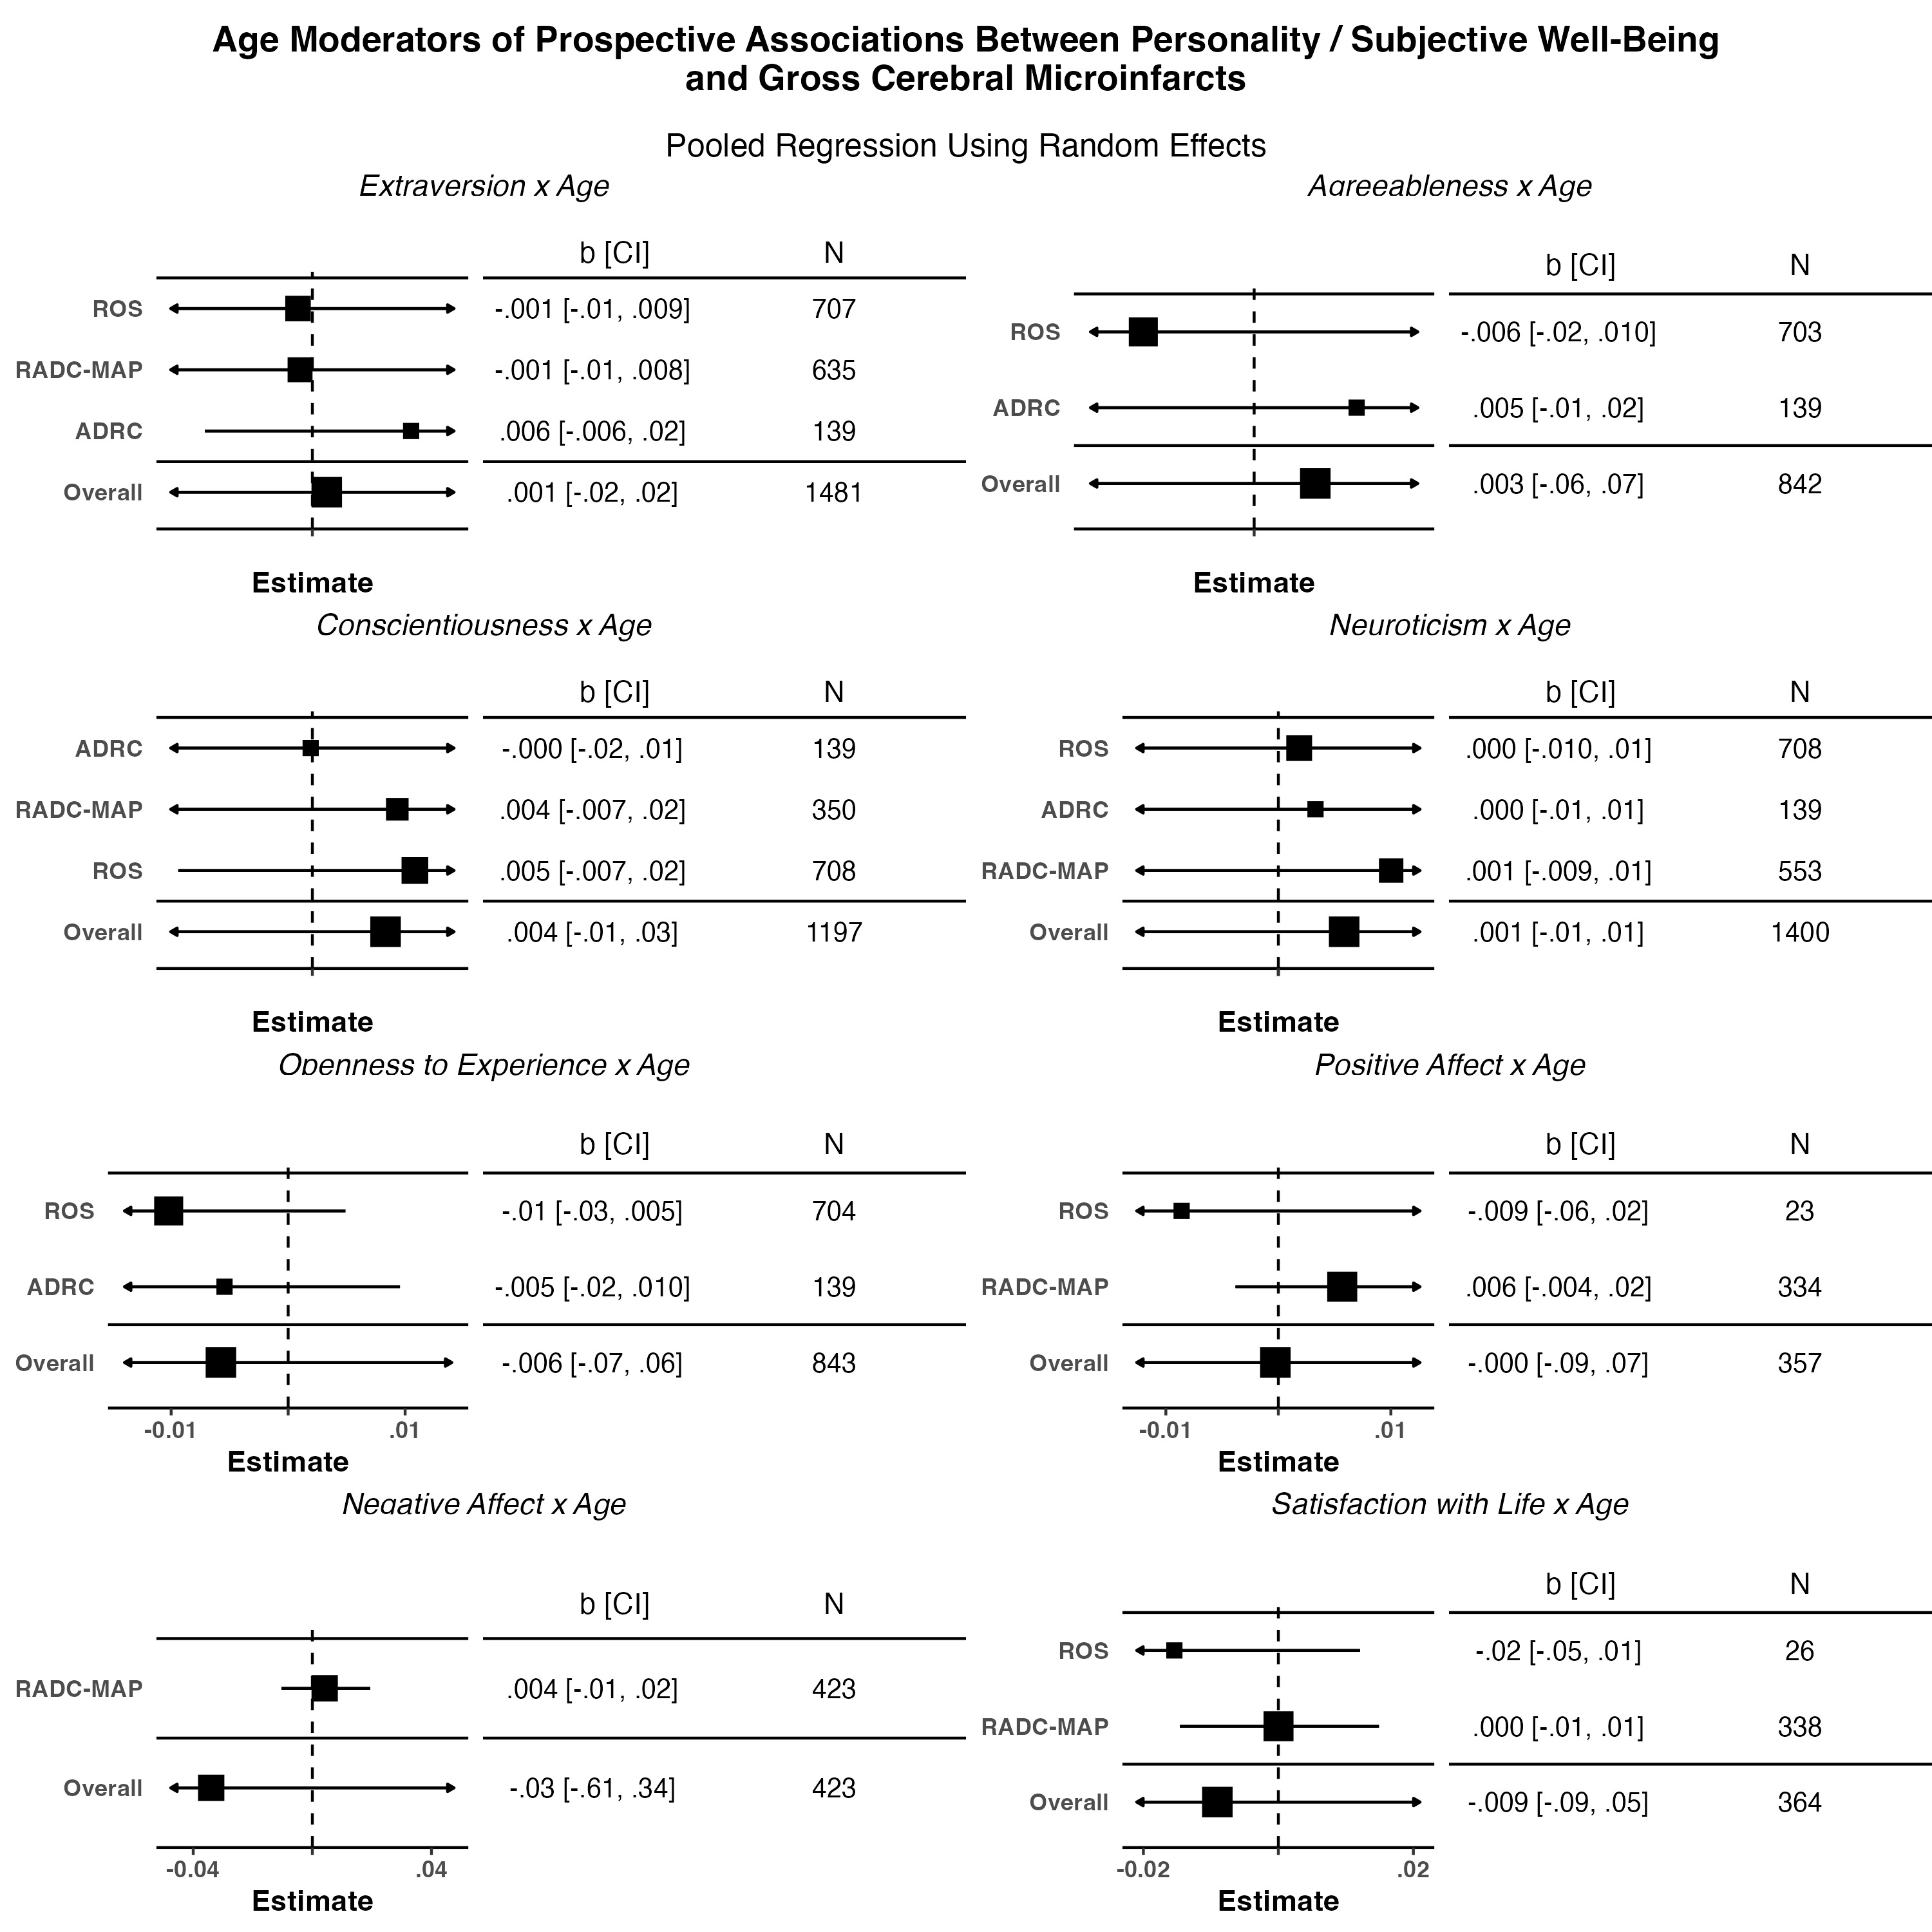 Age Moderators of Prospective Associations Between Personality / Subjective Well-Being
and Gross Cerebral Microinfarcts
Pooled Regression Using Random Effects
Extraversion x Age
b [CI] N
ROS -.001 [-.01, .009] 707
RADC-MAP -.001 [-.01, .008] 635
ADRC .006 [-.006, .02] 139
Overall .001 [-.02, .02] 1481
Estimate
Agreeableness x Age
b [CI] N
ROS -.006 [-.02, .010] 703
ADRC .005 [-.01, .02] 139
Overall .003 [-.06, .07] 842
Estimate
Conscientiousness x Age
b [CI] N
ADRC -.000 [-.02, .01] 139
RADC-MAP .004 [-.007, .02] 350
ROS .005 [-.007, .02] 708
Overall .004 [-.01, .03] 1197
Estimate
Neuroticism x Age
b [CI] N
ROS .000 [-.010, .01] 708
ADRC .000 [-.01, .01] 139
RADC-MAP .001 [-.009, .01] 553
Overall .001 [-.01, .01] 1400
Estimate
Openness to Experience x Age
b [CI] N
ROS -.01 [-.03, .005] 704
ADRC -.005 [-.02, .010] 139
Overall -.006 [-.07, .06] 843
-0.01 .01
Estimate
Positive Affect x Age
b [CI] N
ROS -.009 [-.06, .02] 23
RADC-MAP .006 [-.004, .02] 334
Overall -.000 [-.09, .07] 357
-0.01 .01
Estimate
Negative Affect x Age
b [CI] N
RADC-MAP .004 [-.01, .02] 423
Overall -.03 [-.61, .34] 423
-0.04 .04
Estimate
Satisfaction with Life x Age
b [CI] N
ROS -.02 [-.05, .01] 26
RADC-MAP .000 [-.01, .01] 338
Overall -.009 [-.09, .05] 364
-0.02 .02
Estimate